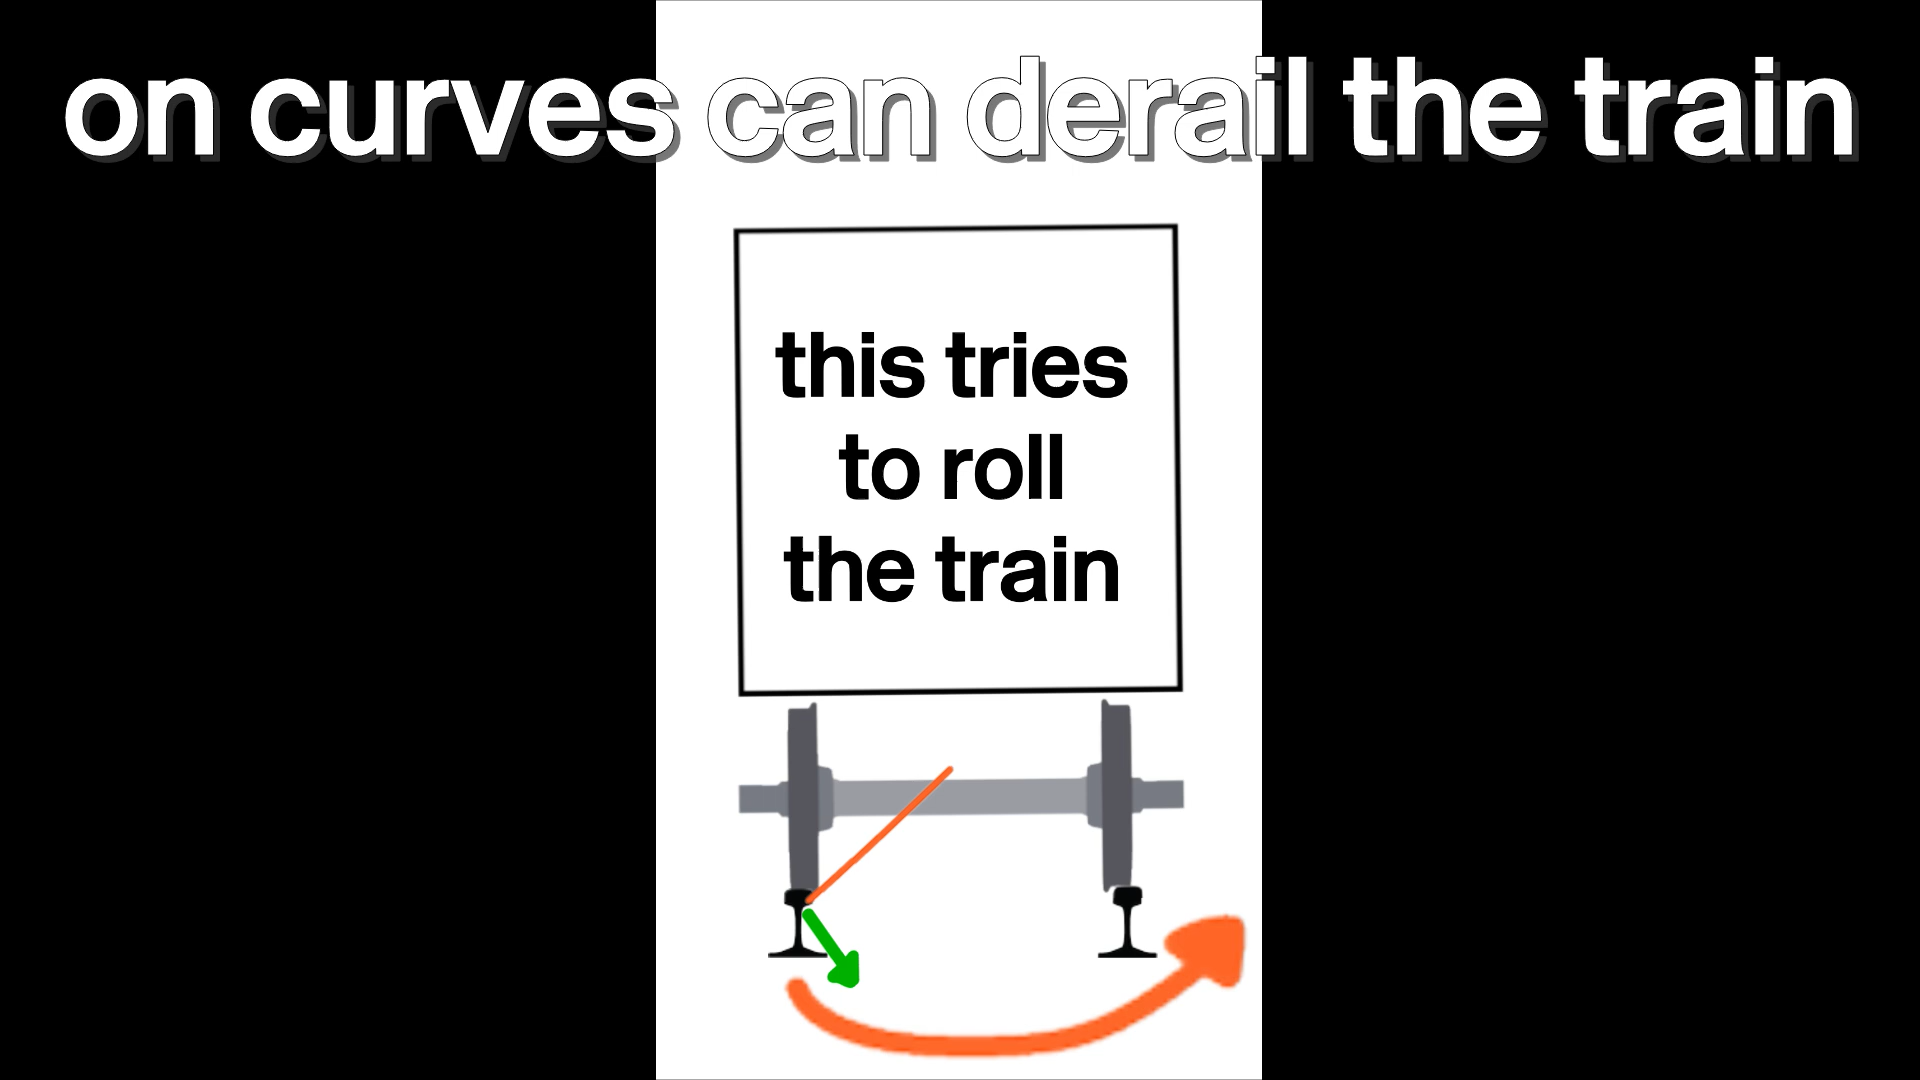 on curves can derail the train
this tries
to roll
the train